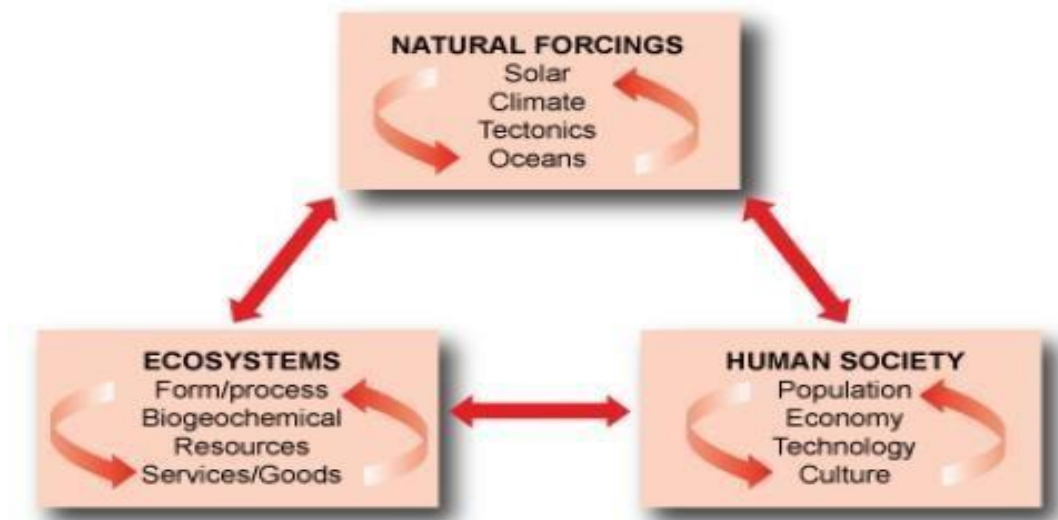 NATURAL FORCINGS
Solar
Climate
Tectonics
Oceans
ECOSYSTEMS
Form/process
Biogeochemical
Resources
Services/Goods
HUMAN SOCIETY
Population
Economy
Technology
Culture